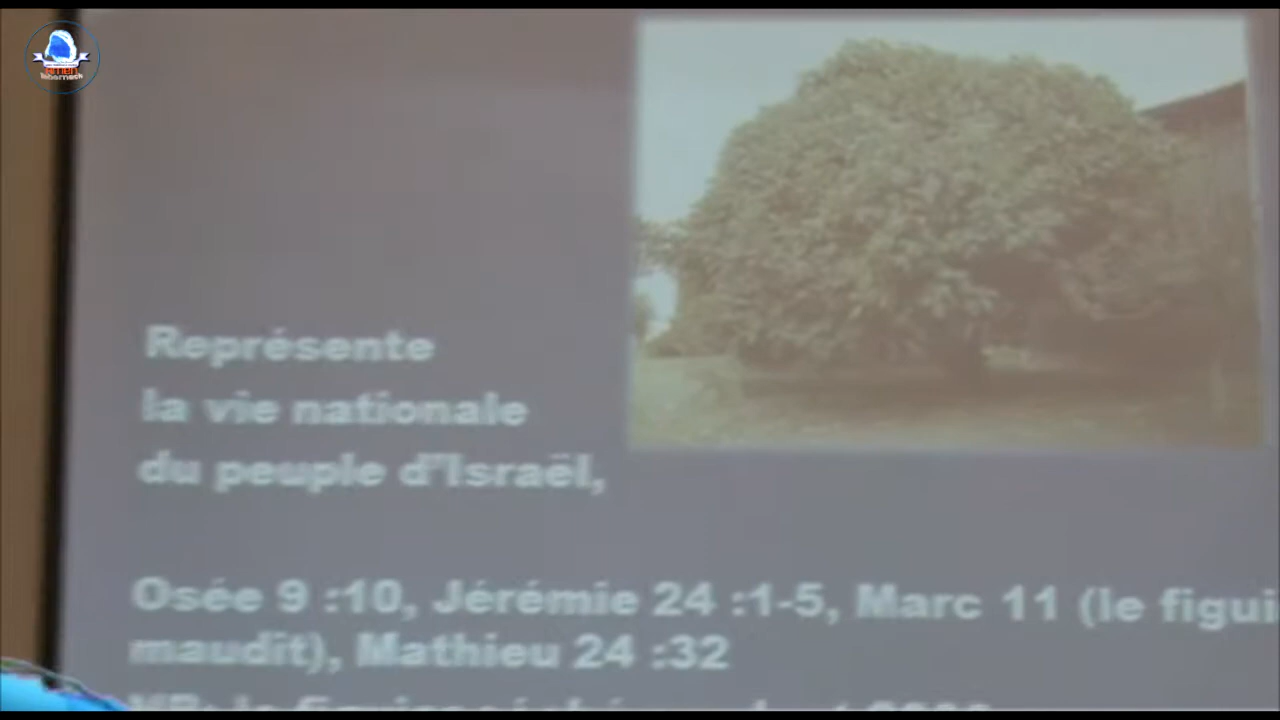 Représente
la vie nationale
du peuple d'Israël,
Osée 9 :10, Jérémie 24 :1-5, Marc 11 (le figui
maudit), Mathieu 24 :32